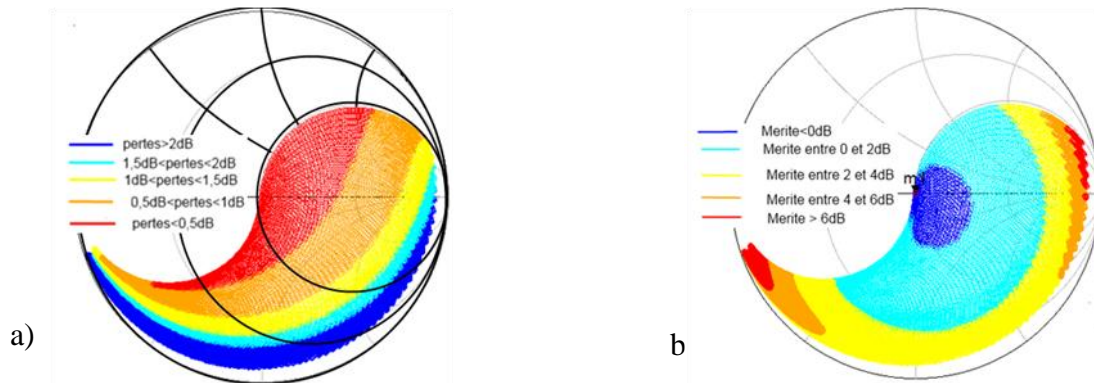 pertes>2dB
1,5dB<pertes<2dB
1dB<pertes<1,5dB
0,5dB<pertes<1dB
pertes<0,5dB
a)
Merite<0dB
Merite entre 0 et 2dB
Merite entre 2 et 4dB
Merite entre 4 et 6dB
Merite > 6dB
b